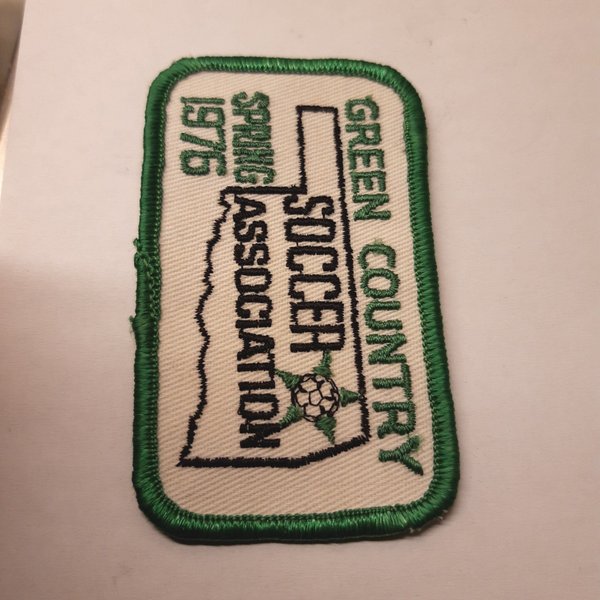 GREEN COUNTRY
SOCCER
ASSOCIATION
SPRING
1976